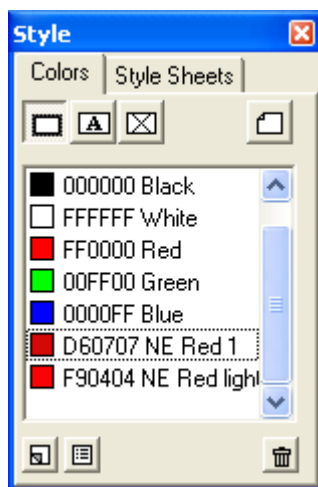 Style
Colors Style Sheets
A
000000 Black
FFFFFF White
FF0000 Red
00FF00 Green
0000FF Blue
D60707 NE Red 1
F90404 NE Red light